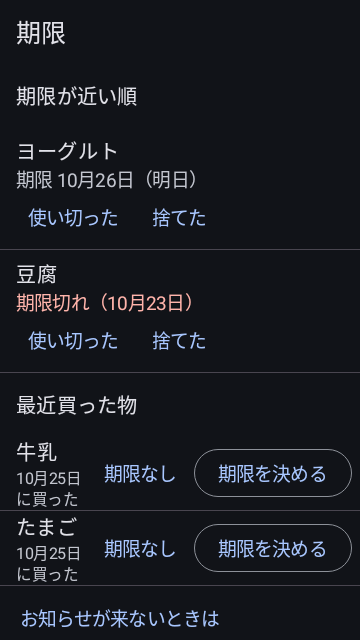 期限
期限が近い順
ヨーグルト
期限 10月26日（明日）
使い切った 捨てた
豆腐
期限切れ（10月23日）
使い切った 捨てた
最近買った物
牛乳
10月25日
に買った
期限なし 期限を決める
たまご
10月25日
に買った
期限なし 期限を決める
お知らせが来ないときは